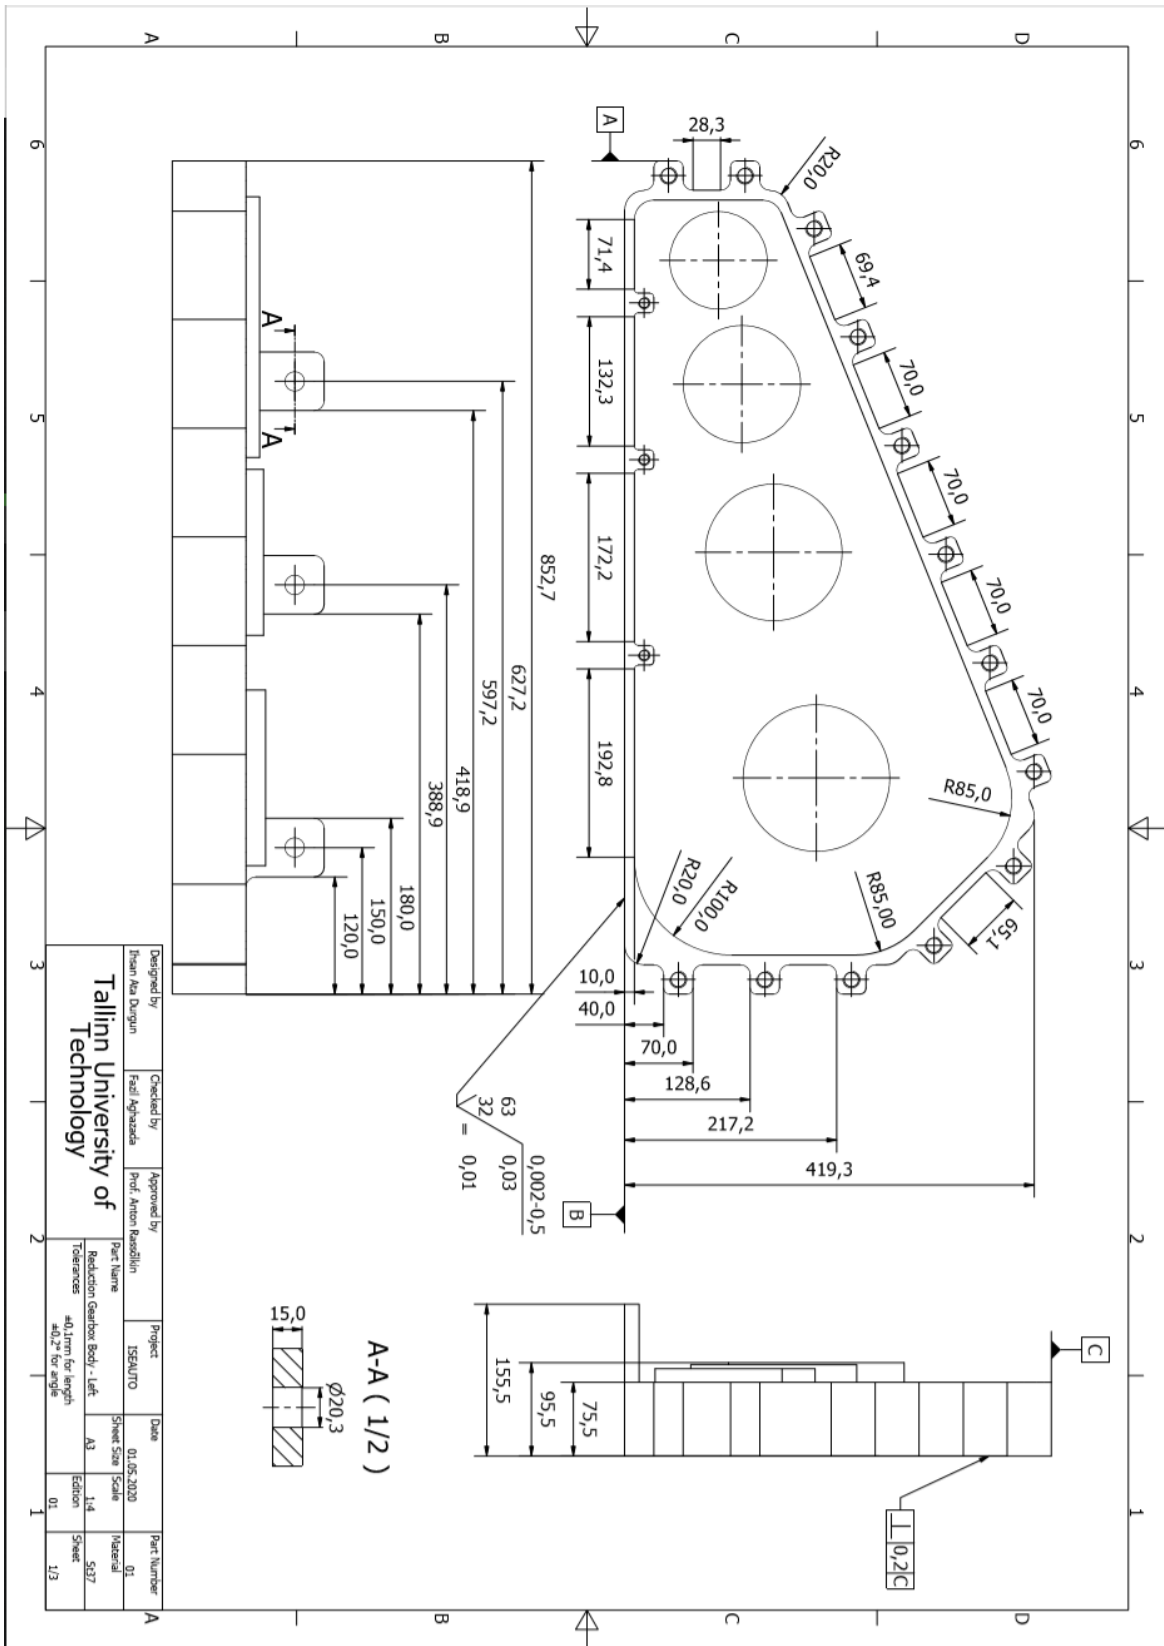 6
5
4
3
2
1
D
C
B
A
6
5
4
3
2
1
D
C
B
A
A
28,3
R20,0
69,4
70,0
70,0
70,0
70,0
R85,0
R85,00
65,1
R100,0
R20,0
71,4
132,3
172,2
192,8
10,0
40,0
70,0
128,6
217,2
419,3
B
63
32
=
0,002-0,5
0,03
0,01
A
A
852,7
627,2
597,2
418,9
388,9
180,0
150,0
120,0
C
155,5
95,5
75,5
⊥ 0,2 C
A-A ( 1/2 )
15,0
Ø20,3
Designed by
Ihsan Ata Durgun
Checked by
Fazil Aghazada
Approved by
Prof. Anton Rassõlkin
Project
ISEAUTO
Date
01.05.2020
Part Number
01
Tallinn University of
Technology
Part Name
Reduction Gearbox Body - Left
Sheet Size
A3
Scale
1:4
Material
St37
Tolerances
±0,1mm for length
±0,2° for angle
Edition
01
Sheet
1/3